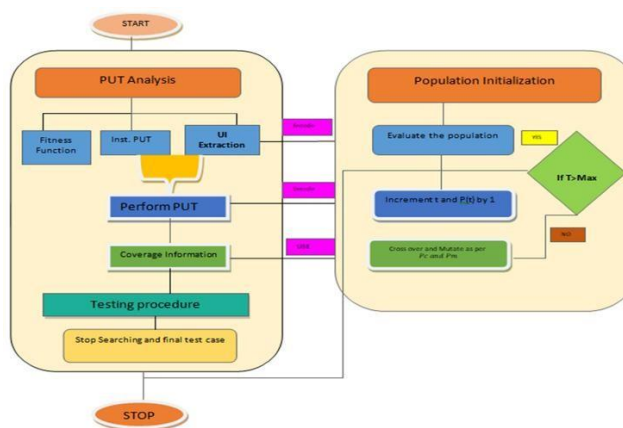 START
PUT Analysis
Fitness
Function
Inst. PUT
UI
Extraction
Perform PUT
Coverage Information
Testing procedure
Stop Searching and final test case
STOP
USE
Population Initialization
Evaluate the population
YES
If T>Max
Increment t and P(t) by 1
NO
Cross over and Mutate as per
Pc and Pm